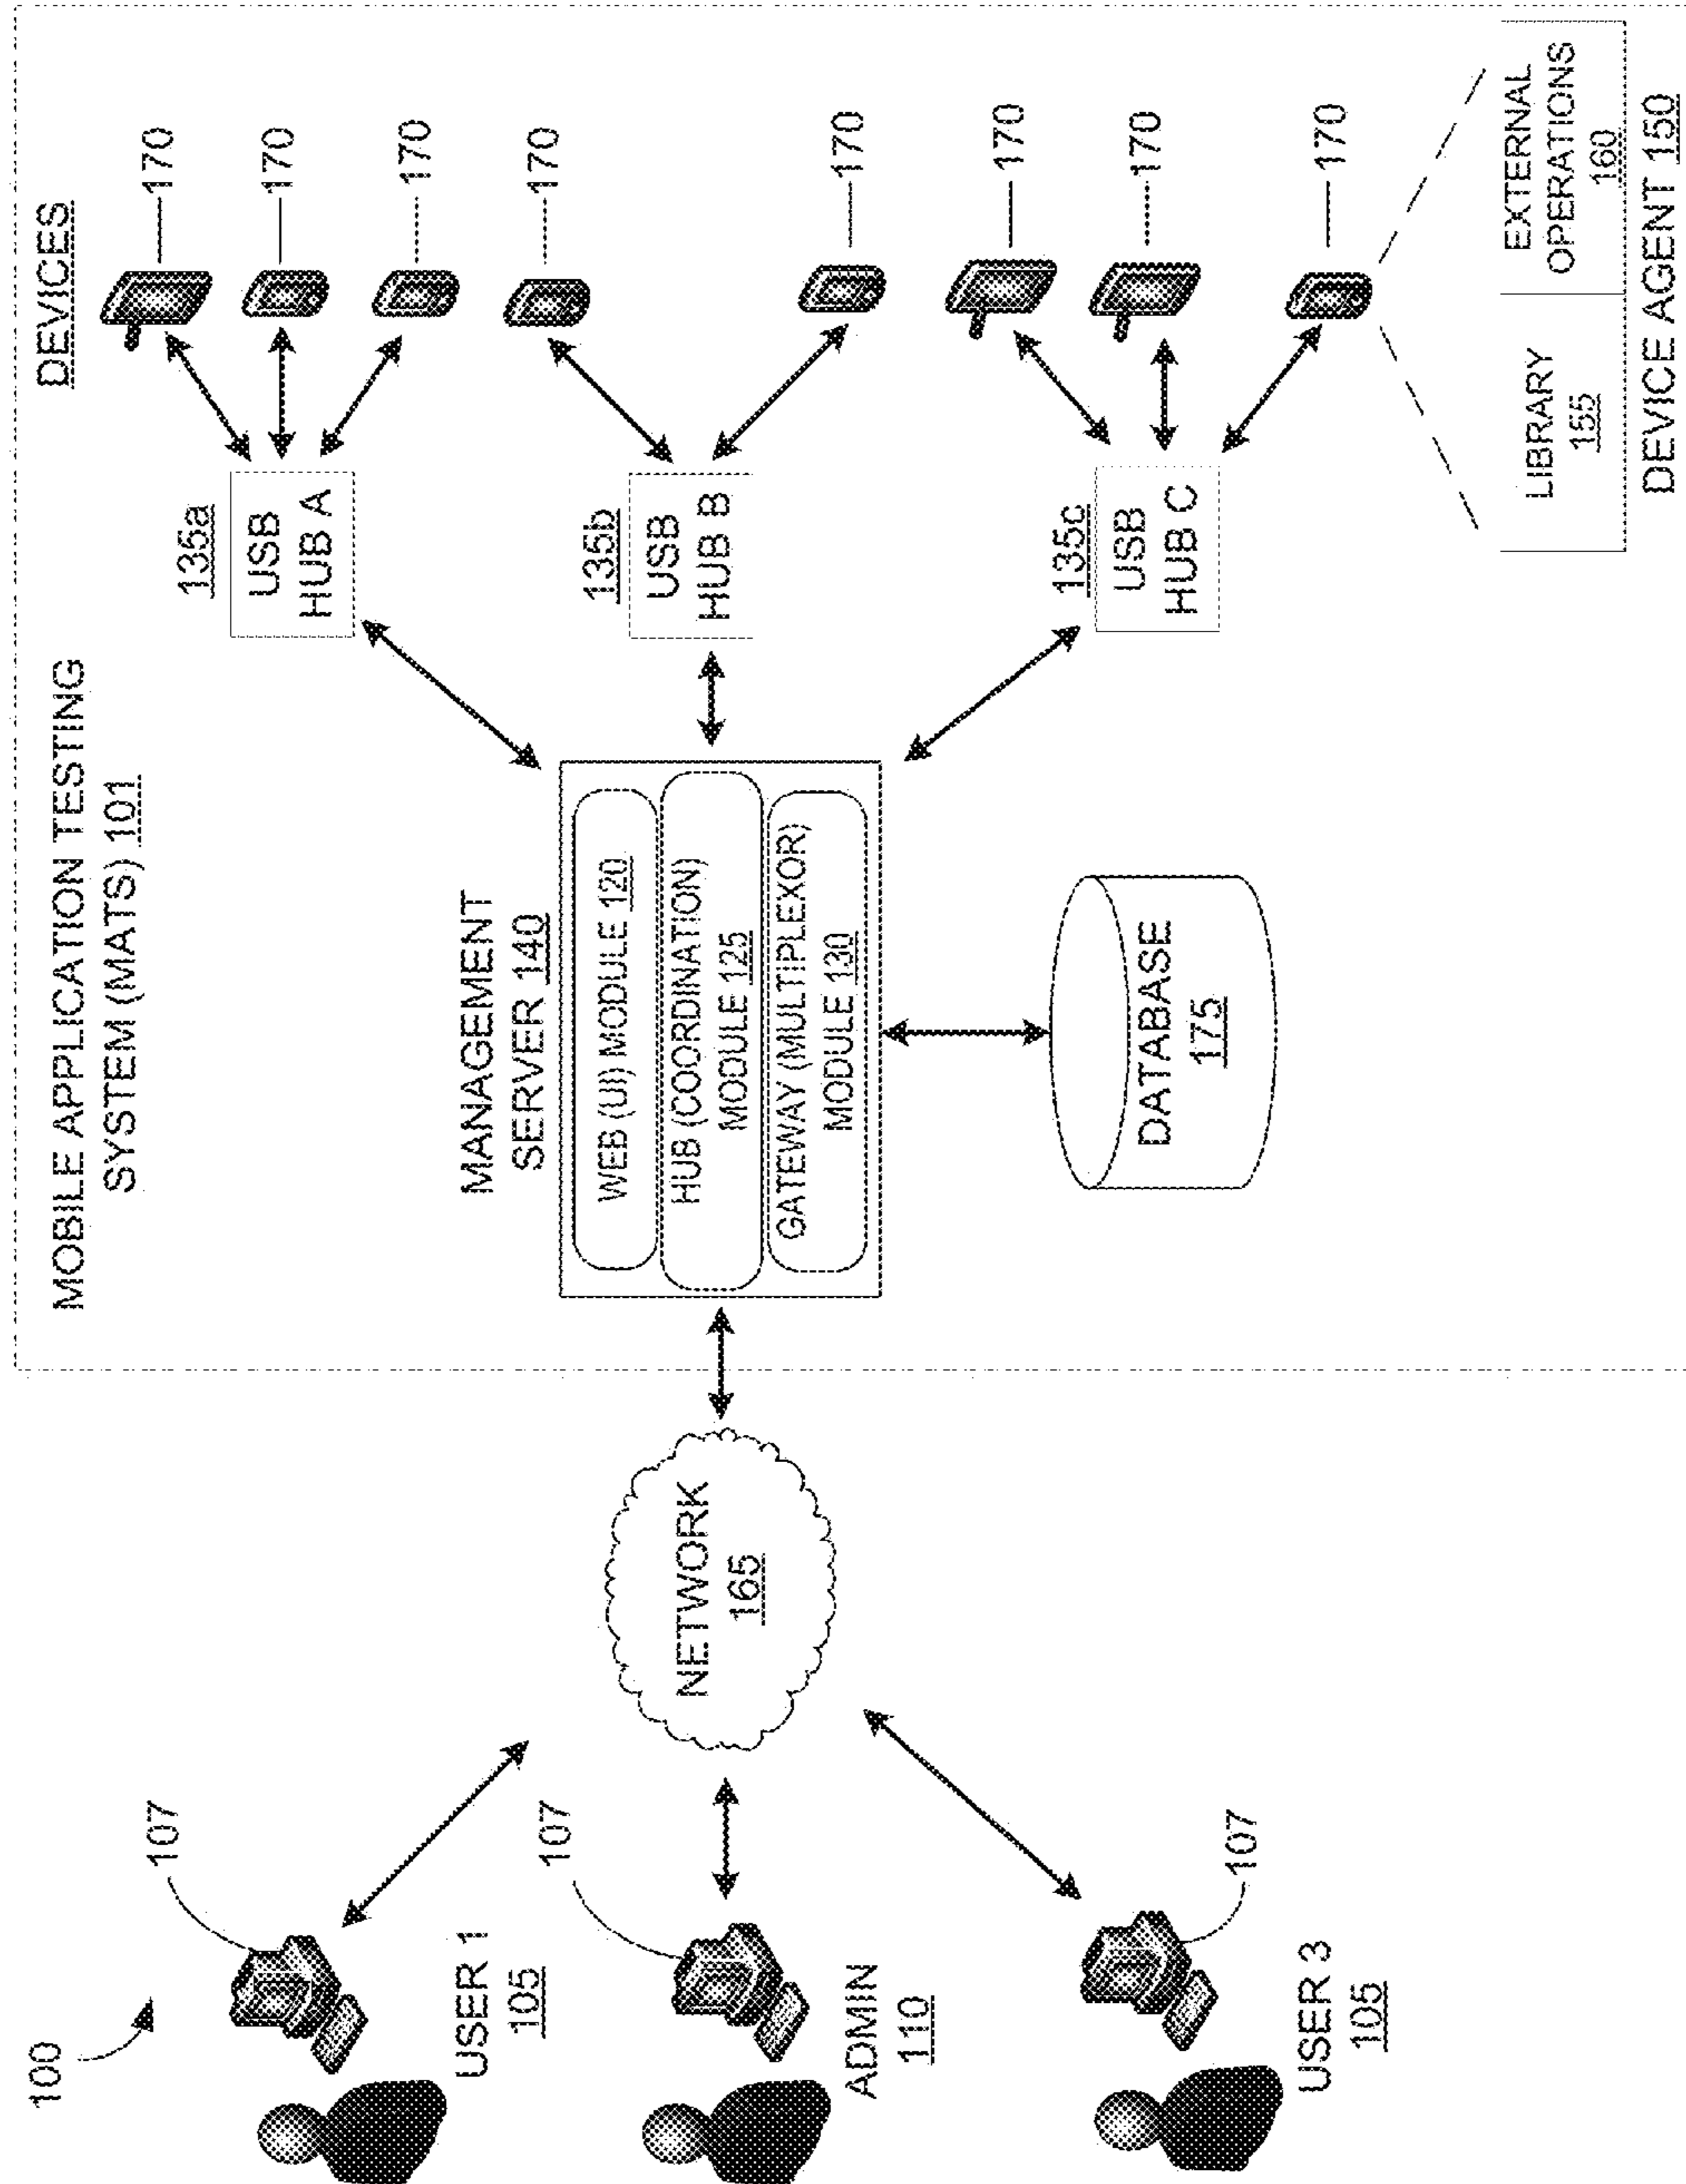 100
107
USER 1
105
107
ADMIN
110
107
USER 3
105
NETWORK
165
MOBILE APPLICATION TESTING
SYSTEM (MATS) 101
MANAGEMENT
SERVER 140
WEB (UI) MODULE 120
HUB (COORDINATION)
MODULE 125
GATEWAY (MULTIPLEXOR)
MODULE 130
DATABASE
175
135a
USB
HUB A
135b
USB
HUB B
135c
USB
HUB C
DEVICES
170
170
170
170
170
170
170
170
LIBRARY
155
EXTERNAL
OPERATIONS
160
DEVICE AGENT 150